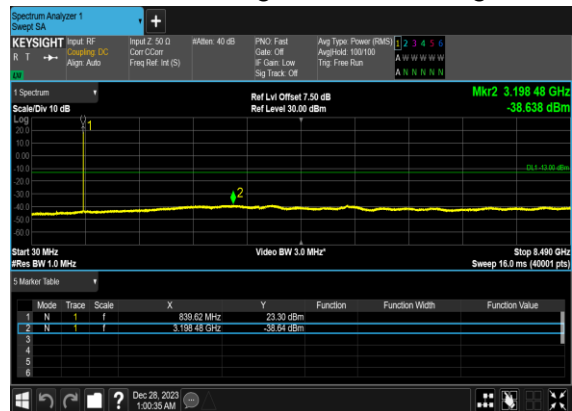 Spectrum Analyzer 1
Swept SA
+
KEYSIGHT Input: RF Input Z: 50 Ω #Atten: 40 dB PNO: Fast Avg Type: Power (RMS) 1 2 3 4 5 6
R T Coupling: DC Corr CCorr Gate: Off Avg|Hold: 100/100 A W W W W W
Align: Auto Freq Ref: Int (S) IF Gain: Low Trig: Free Run
LXI Sig Track: Off A N N N N N
1 Spectrum Ref Lvl Offset 7.50 dB Mkr2 3.198 48 GHz
Scale/Div 10 dB Ref Level 30.00 dBm -38.638 dBm
Log
1
20.0
10.0
0.00
-10.0
DL1 -13.00 dBm
-20.0
-30.0
2
-40.0
-50.0
-60.0
Start 30 MHz Video BW 3.0 MHz* Stop 8.490 GHz
#Res BW 1.0 MHz Sweep 16.0 ms (40001 pts)
5 Marker Table
Mode Trace Scale X Y Function Function Width Function Value
1 N 1 f 839.62 MHz 23.30 dBm
2 N 1 f 3.198 48 GHz -38.64 dBm
3
4
5
6
? Dec 28, 2023
1:00:35 AM